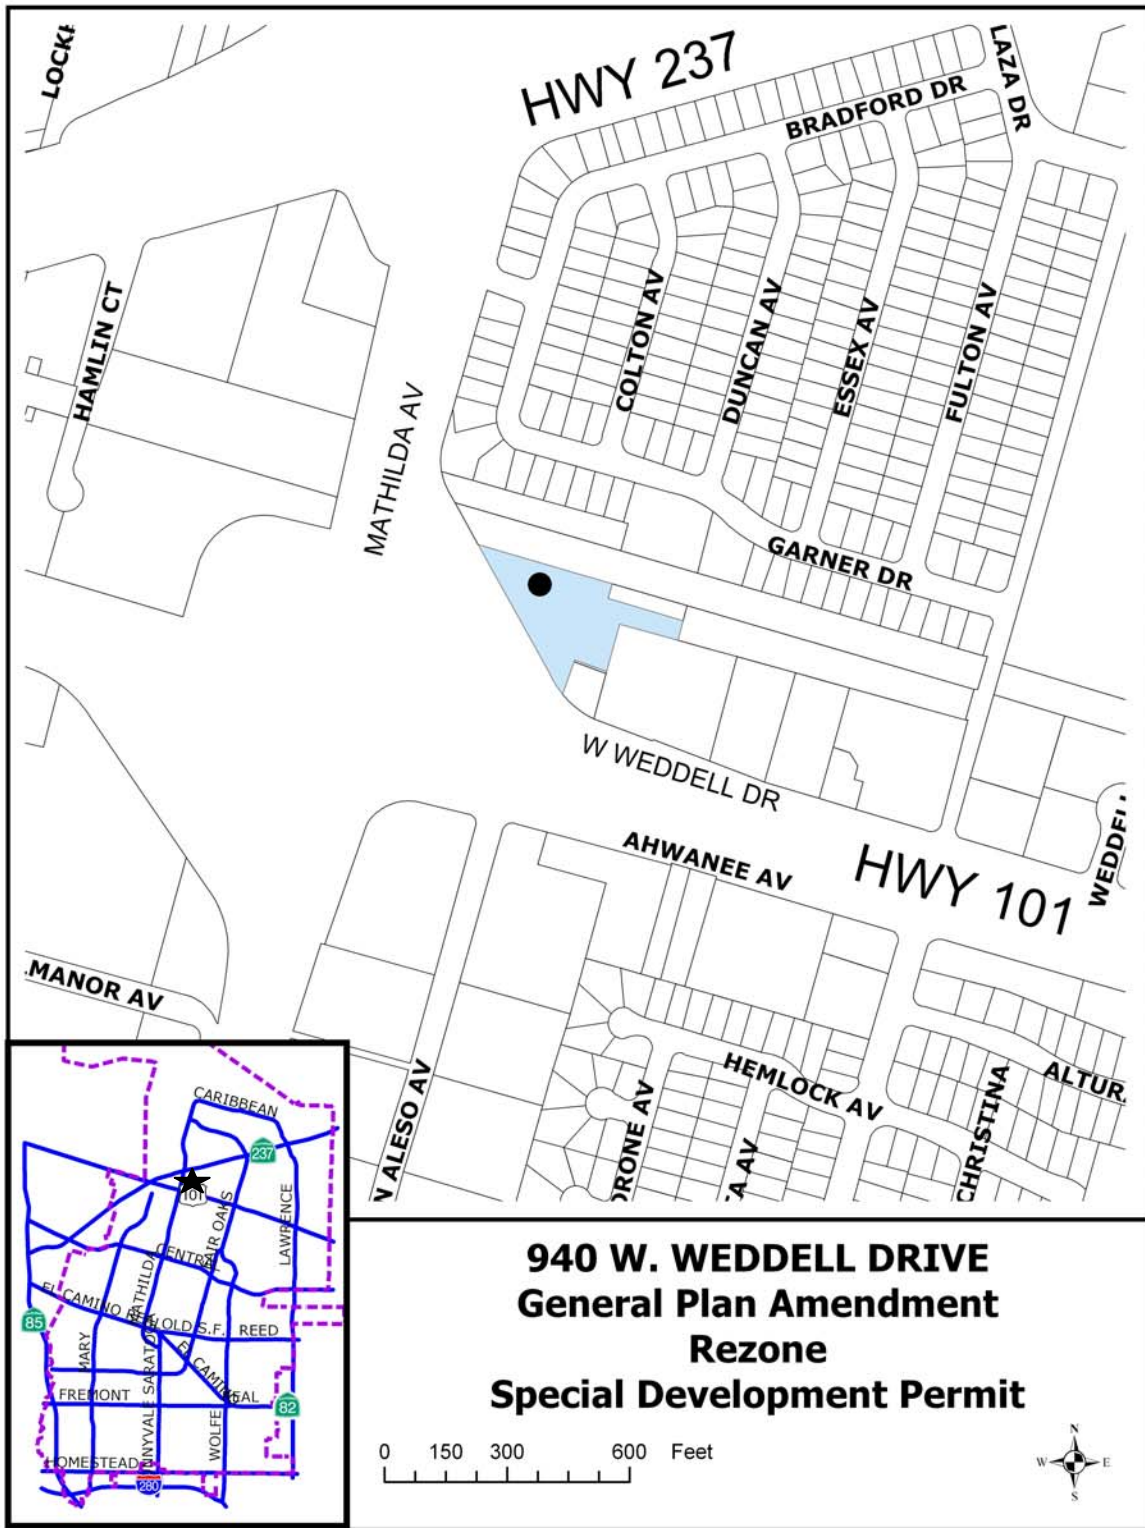 HWY 237
BRADFORD DR
LAZA DR
HAMLIN CT
MATHILDA AV
COLTON AV
DUNCAN AV
ESSEX AV
FULTON AV
GARNER DR
W WEDDELL DR
AHWANEE AV
HWY 101
WEDDELL
MANOR AV
N ALESO AV
HEMLOCK AV
ALTUR
DRONE AV
A AV
CHRISTINA
CARIBBEAN
237
101
FAIR OAKS
LAWRENCE
CENTRAL
MATHILDA
EL CAMINO REAL
OLD S.F.
REED
85
MARY
EL CAMINO
REAL
FREMONT
SUNNYVALE SARATOGA
WOLFE
82
HOMESTEAD
280
940 W. WEDDELL DRIVE
General Plan Amendment
Rezone
Special Development Permit
0 150 300 600 Feet
N
W E
S